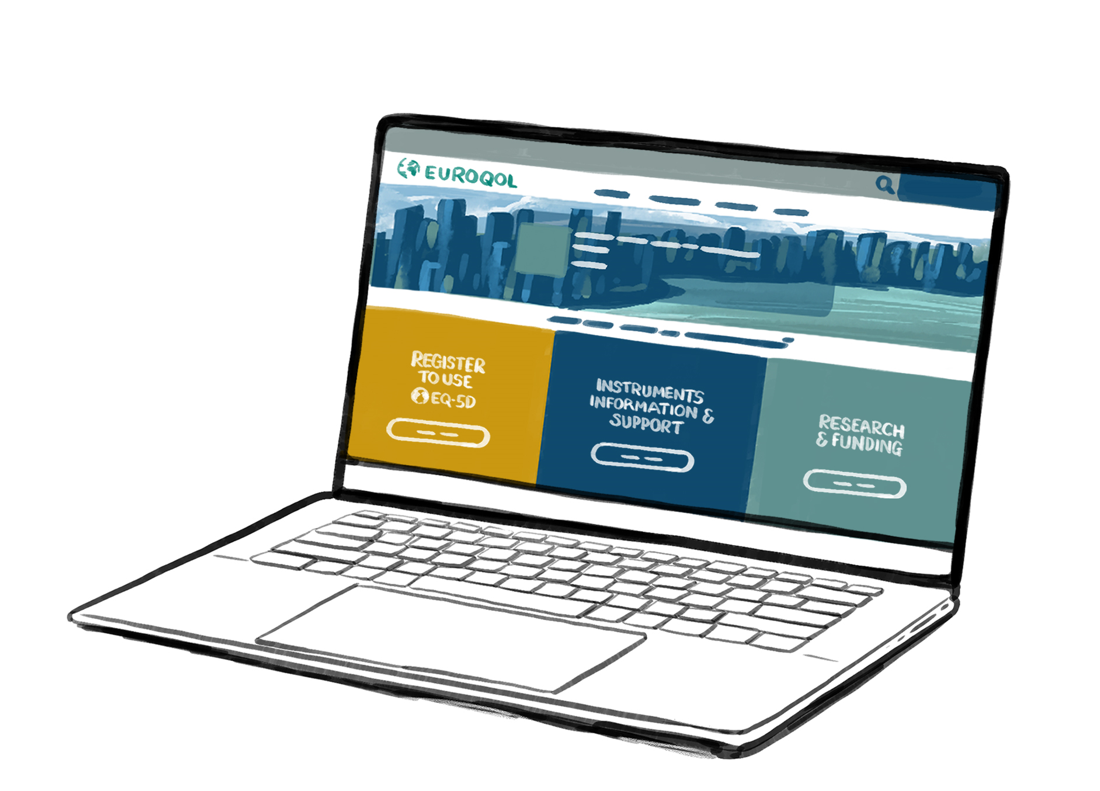 EUROQOL
REGISTER
TO USE
EQ-5D
INSTRUMENTS
INFORMATION &
SUPPORT
RESEARCH
& FUNDING